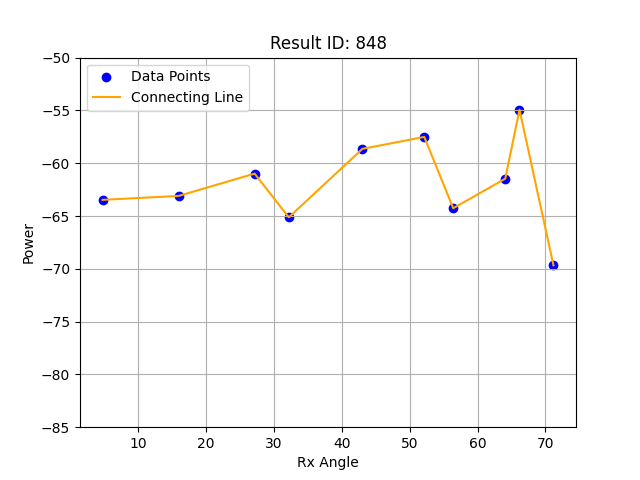 Result ID: 848
Data Points
Connecting Line
−50
−55
−60
−65
−70
−75
−80
−85
Power
10 20 30 40 50 60 70
Rx Angle